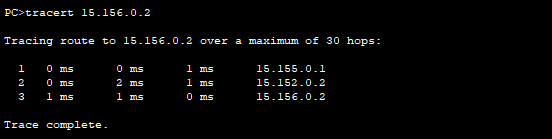 PC>tracert 15.156.0.2
Tracing route to 15.156.0.2 over a maximum of 30 hops:
1 0 ms 0 ms 1 ms 15.155.0.1
2 0 ms 2 ms 1 ms 15.152.0.2
3 1 ms 1 ms 0 ms 15.156.0.2
Trace complete.